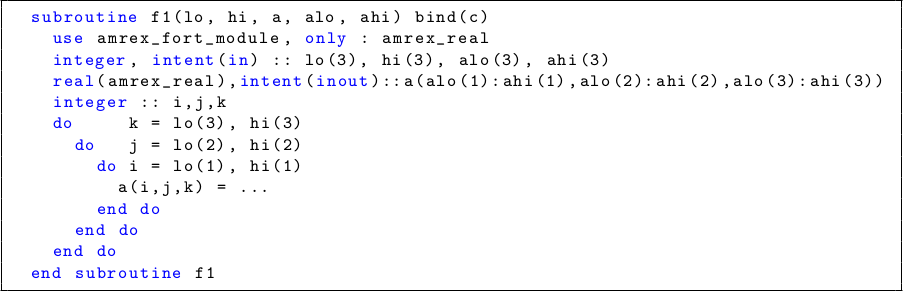 subroutine f1(lo, hi, a, alo, ahi) bind(c)
  use amrex_fort_module, only : amrex_real
  integer, intent(in) :: lo(3), hi(3), alo(3), ahi(3)
  real(amrex_real),intent(inout)::a(alo(1):ahi(1),alo(2):ahi(2),alo(3):ahi(3))
  integer :: i,j,k
  do     k = lo(3), hi(3)
    do   j = lo(2), hi(2)
      do i = lo(1), hi(1)
        a(i,j,k) = ...
      end do
    end do
  end do
end subroutine f1